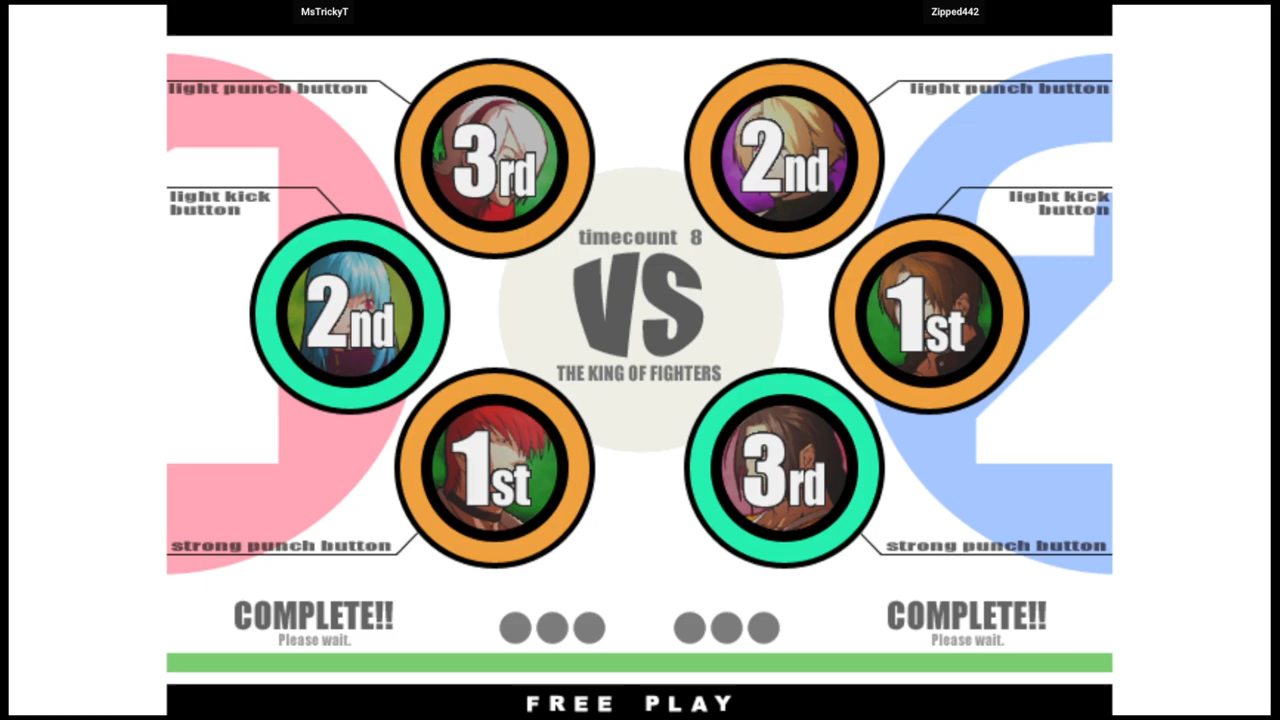 MsTrickyT
Zipped442
light punch button
light punch button
3rd
2nd
light kick
button
light kick
button
timecount 8
VS
THE KING OF FIGHTERS
2nd
1st
1st
3rd
strong punch button
strong punch button
COMPLETE!!
Please wait.
COMPLETE!!
Please wait.
FREE PLAY